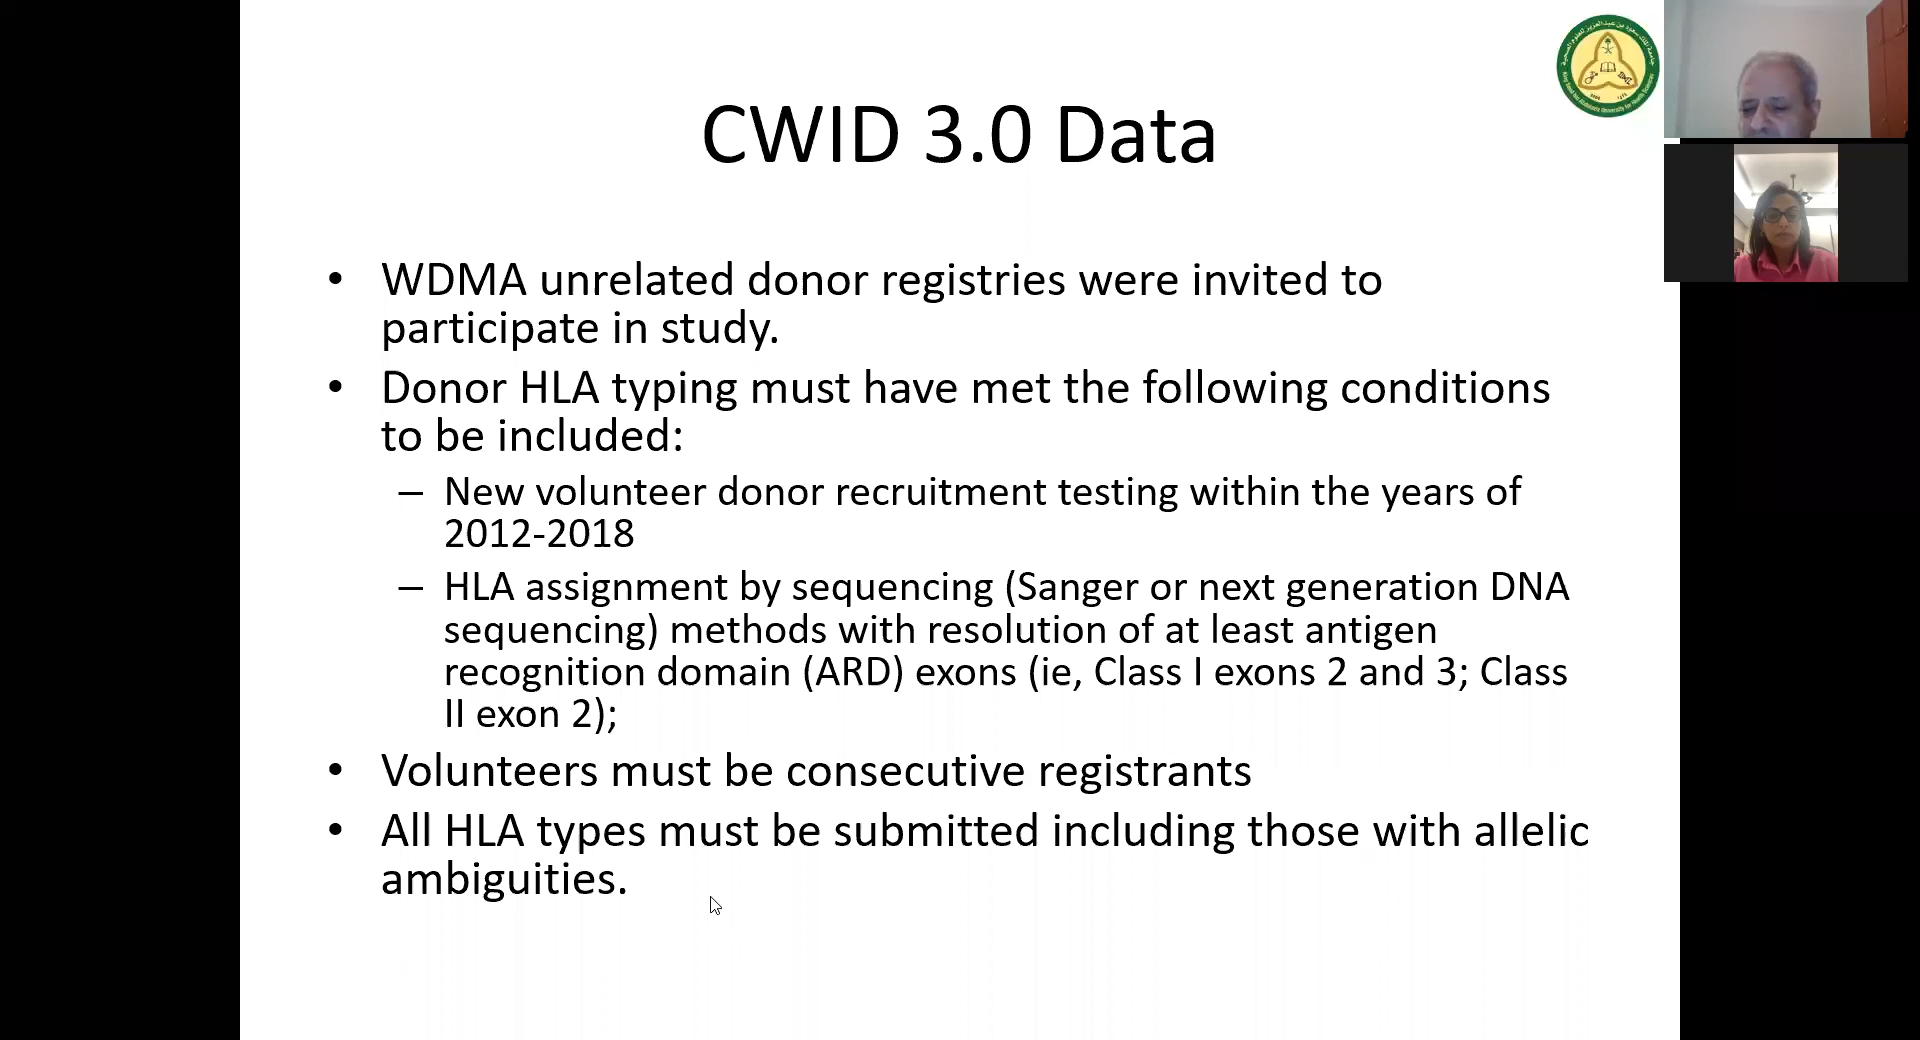 CWID 3.0 Data
• WDMA unrelated donor registries were invited to
participate in study.
• Donor HLA typing must have met the following conditions
to be included:
– New volunteer donor recruitment testing within the years of
2012-2018
– HLA assignment by sequencing (Sanger or next generation DNA
sequencing) methods with resolution of at least antigen
recognition domain (ARD) exons (ie, Class I exons 2 and 3; Class
II exon 2);
• Volunteers must be consecutive registrants
• All HLA types must be submitted including those with allelic
ambiguities.